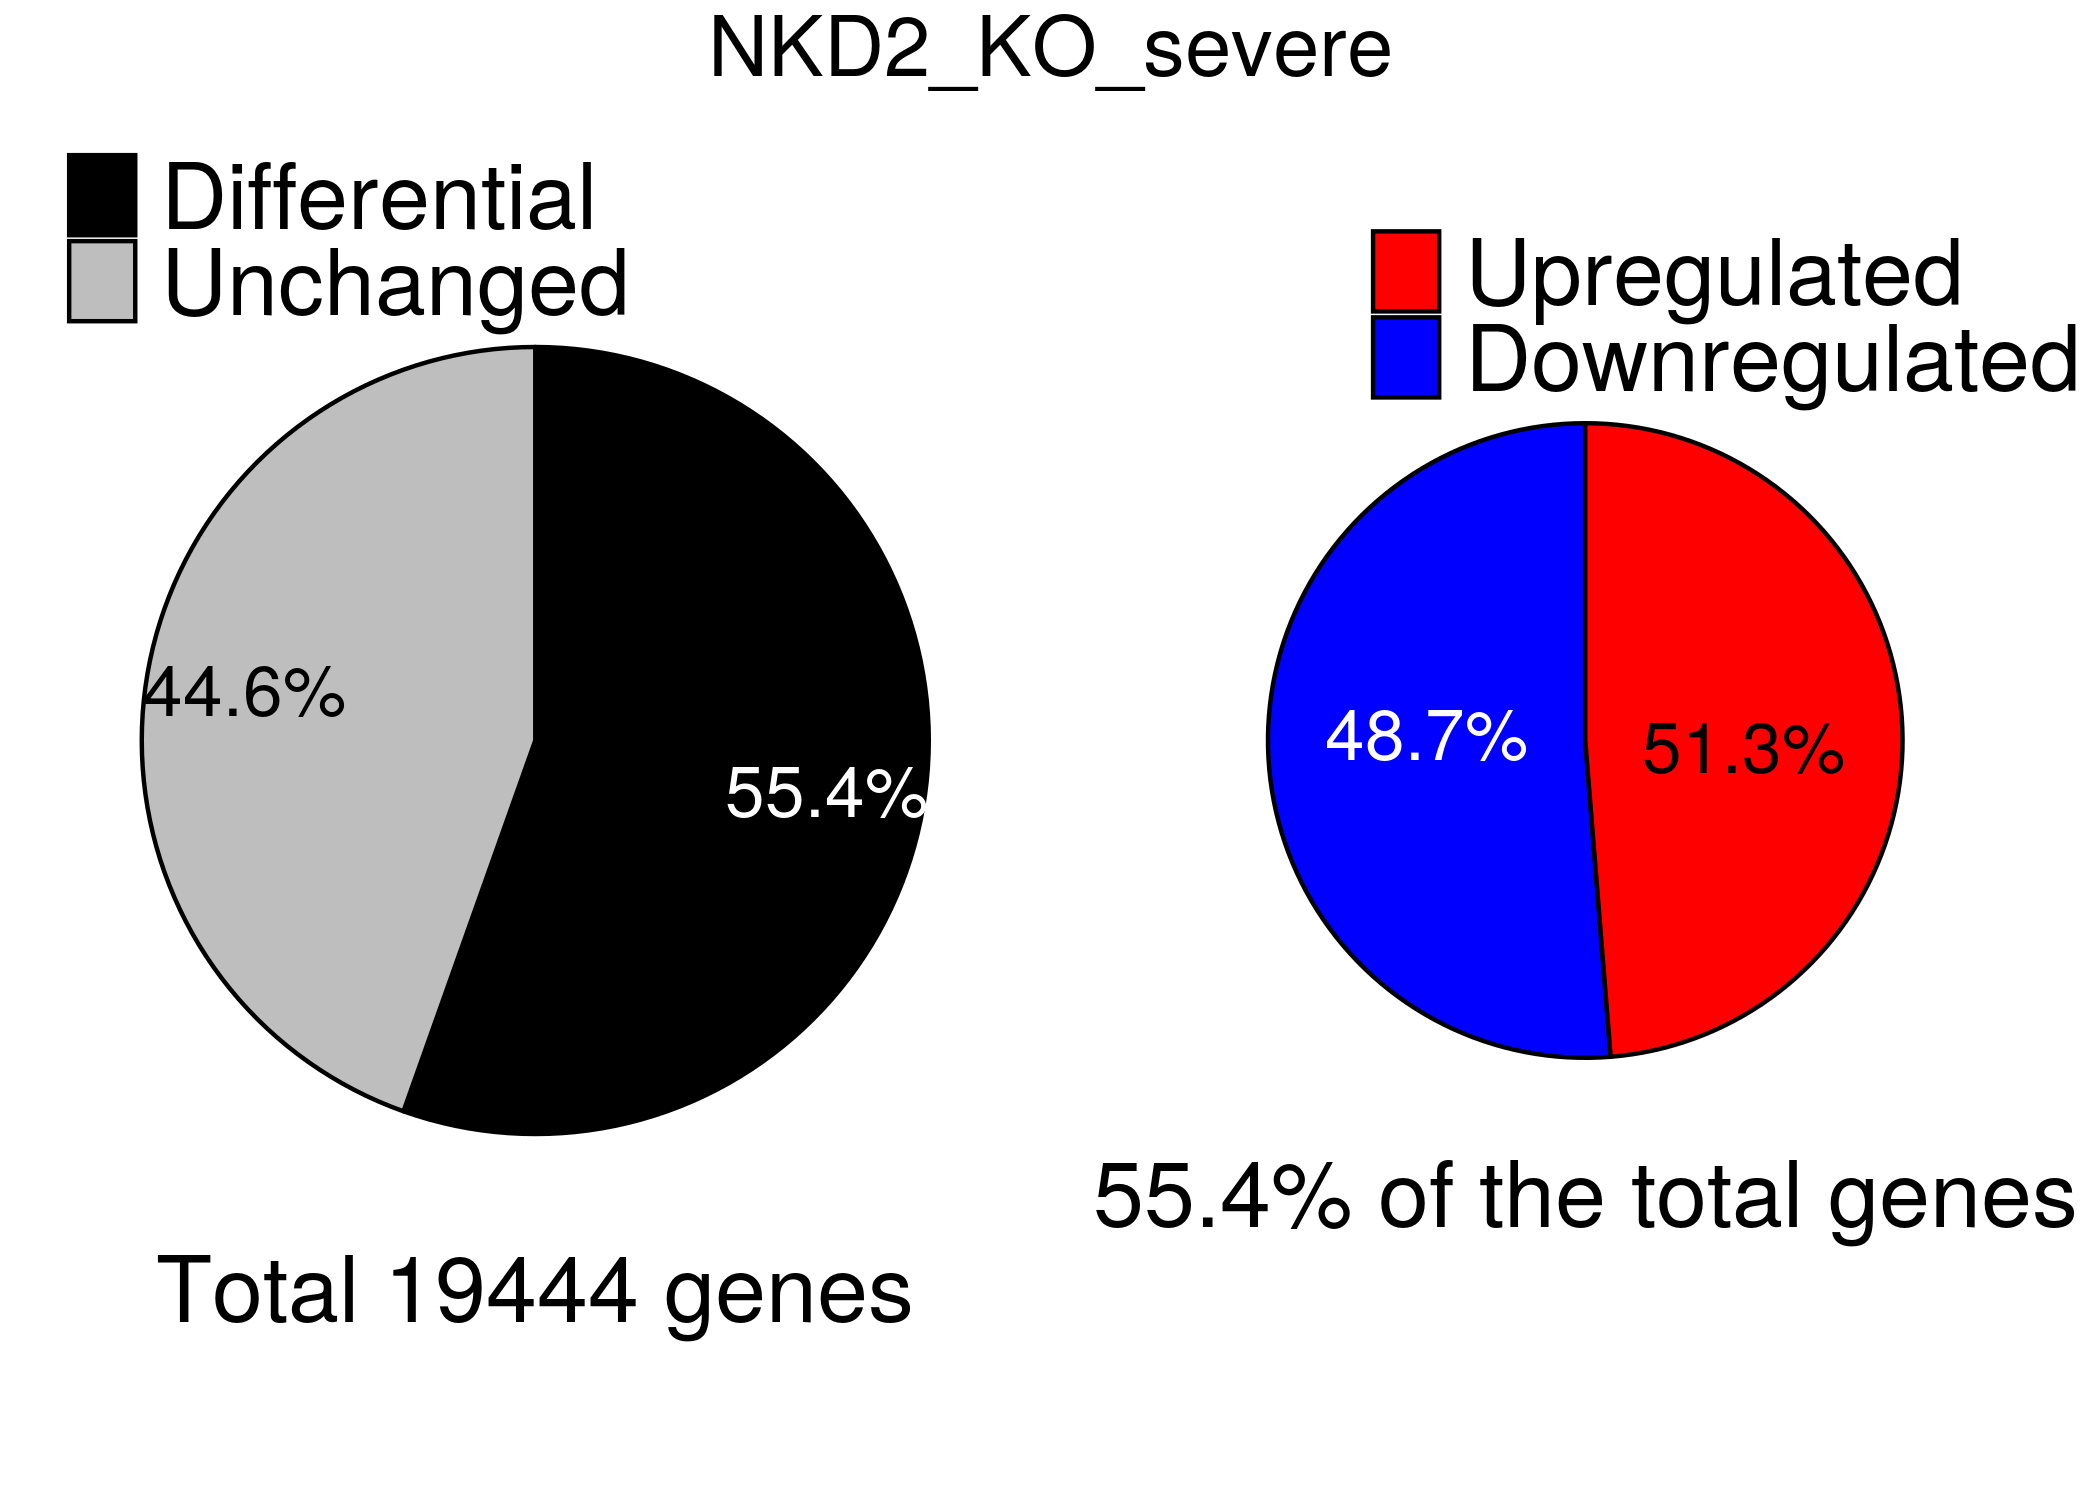 NKD2_KO_severe
Differential
Unchanged
44.6%
55.4%
Total 19444 genes
Upregulated
Downregulated
48.7%
51.3%
55.4% of the total genes